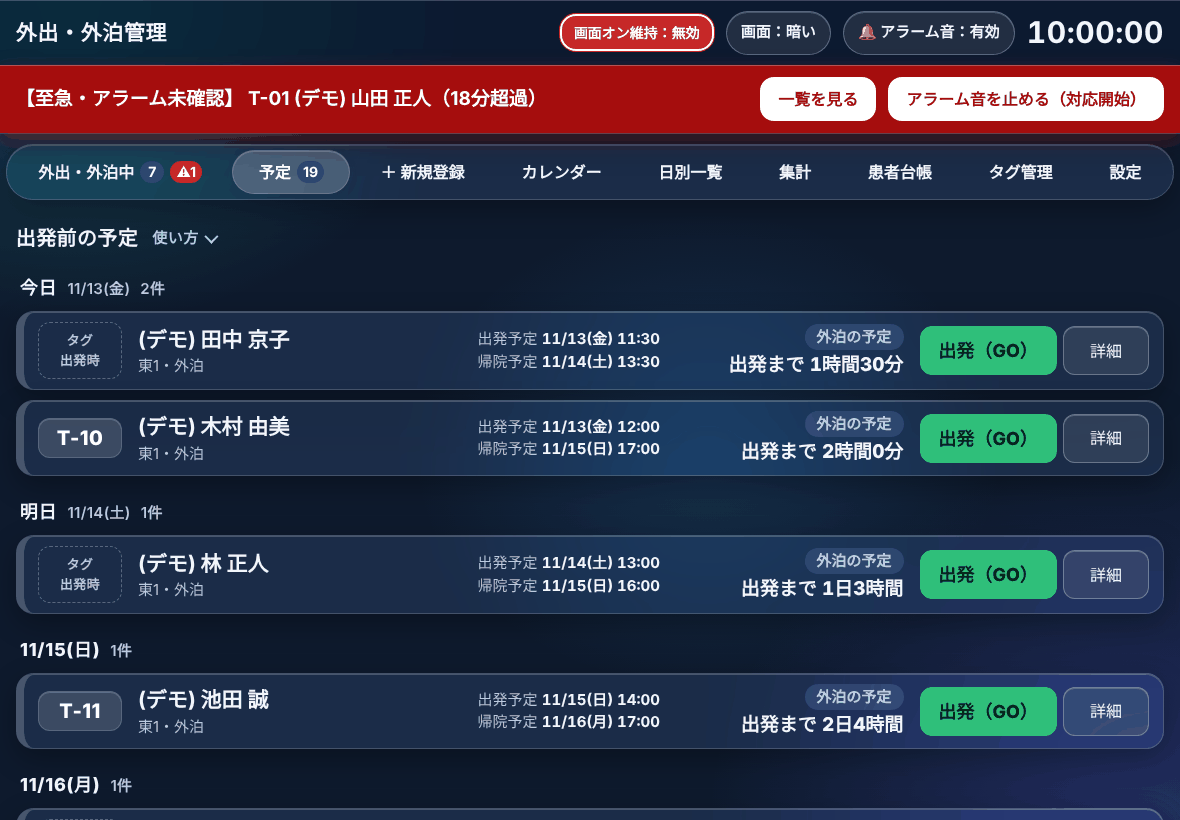 外出・外泊管理
画面オン維持：無効
画面：暗い
アラーム音：有効
10:00:00
【至急・アラーム未確認】 T-01 (デモ) 山田 正人（18分超過）
一覧を見る
アラーム音を止める（対応開始）
外出・外泊中 7 1
予定 19
＋ 新規登録
カレンダー
日別一覧
集計
患者台帳
タグ管理
設定
出発前の予定 使い方
今日 11/13(金) 2件
タグ
出発時
(デモ) 田中 京子
東1・外泊
出発予定 11/13(金) 11:30
帰院予定 11/14(土) 13:30
外泊の予定
出発まで 1時間30分
出発（GO）
詳細
T-10
(デモ) 木村 由美
東1・外泊
出発予定 11/13(金) 12:00
帰院予定 11/15(日) 17:00
外泊の予定
出発まで 2時間0分
出発（GO）
詳細
明日 11/14(土) 1件
タグ
出発時
(デモ) 林 正人
東1・外泊
出発予定 11/14(土) 13:00
帰院予定 11/15(日) 16:00
外泊の予定
出発まで 1日3時間
出発（GO）
詳細
11/15(日) 1件
T-11
(デモ) 池田 誠
東1・外泊
出発予定 11/15(日) 14:00
帰院予定 11/16(月) 17:00
外泊の予定
出発まで 2日4時間
出発（GO）
詳細
11/16(月) 1件